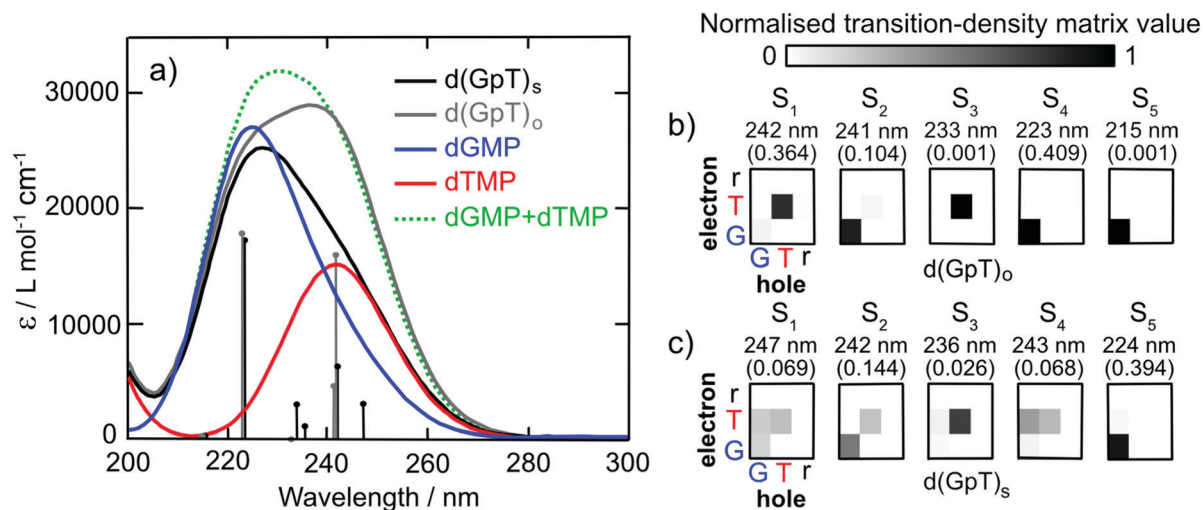 a)
ε / L mol⁻¹ cm⁻¹
30000
20000
10000
0
200 220 240 260 280 300
Wavelength / nm
d(GpT)ₛ
d(GpT)ₒ
dGMP
dTMP
dGMP+dTMP
Normalised transition-density matrix value
0 1
b)
S₁ S₂ S₃ S₄ S₅
242 nm 241 nm 233 nm 223 nm 215 nm
(0.364) (0.104) (0.001) (0.409) (0.001)
electron
r
T
G
G T r
hole
d(GpT)ₒ
c)
S₁ S₂ S₃ S₄ S₅
247 nm 242 nm 236 nm 243 nm 224 nm
(0.069) (0.144) (0.026) (0.068) (0.394)
electron
r
T
G
G T r
hole
d(GpT)ₛ